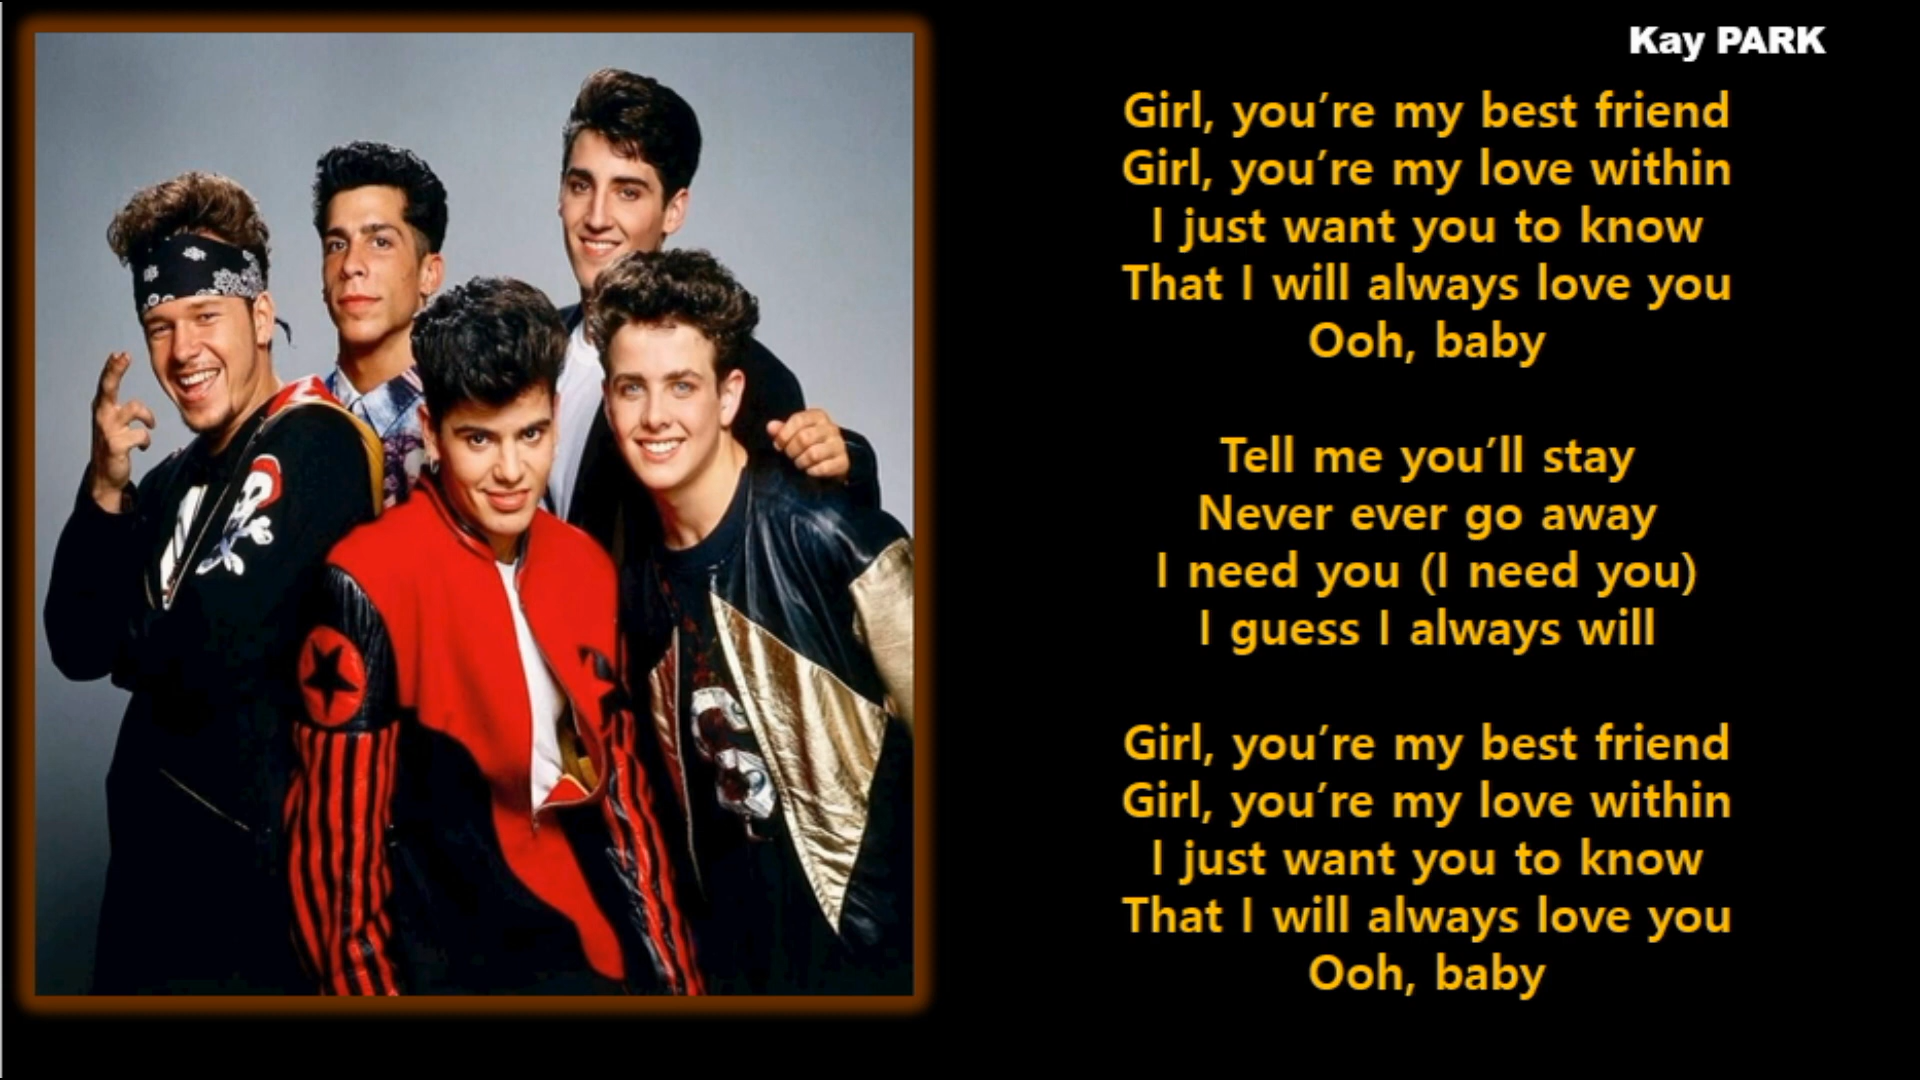 Kay PARK
Girl, you’re my best friend
Girl, you’re my love within
I just want you to know
That I will always love you
Ooh, baby
Tell me you’ll stay
Never ever go away
I need you (I need you)
I guess I always will
Girl, you’re my best friend
Girl, you’re my love within
I just want you to know
That I will always love you
Ooh, baby